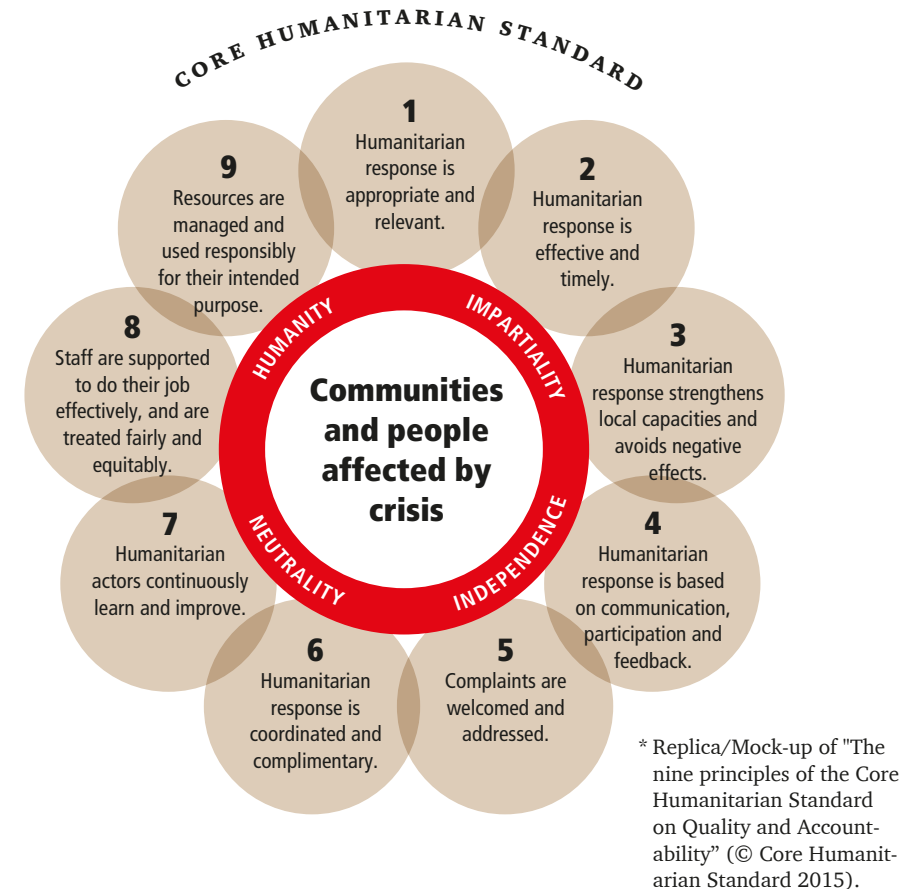 CORE HUMANITARIAN STANDARD
1
Humanitarian
response is
appropriate and
relevant.
2
Humanitarian
response is
effective and
timely.
3
Humanitarian
response strengthens
local capacities and
avoids negative
effects.
4
Humanitarian
response is based
on communication,
participation and
feedback.
5
Complaints are
welcomed and
addressed.
6
Humanitarian
response is
coordinated and
complimentary.
7
Humanitarian
actors continuously
learn and improve.
8
Staff are supported
to do their job
effectively, and are
treated fairly and
equitably.
9
Resources are
managed and
used responsibly
for their intended
purpose.
HUMANITY
IMPARTIALITY
INDEPENDENCE
NEUTRALITY
Communities
and people
affected by
crisis
* Replica/Mock-up of "The
nine principles of the Core
Humanitarian Standard
on Quality and Account-
ability” (© Core Humanit-
arian Standard 2015).